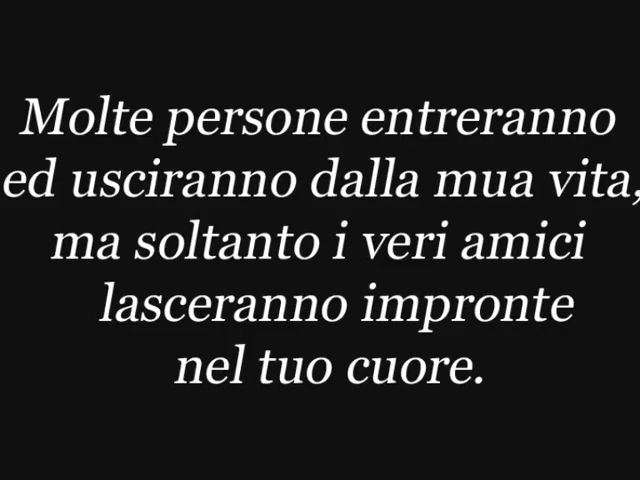 Molte persone entreranno
ed usciranno dalla mua vita,
ma soltanto i veri amici
lasceranno impronte
nel tuo cuore.